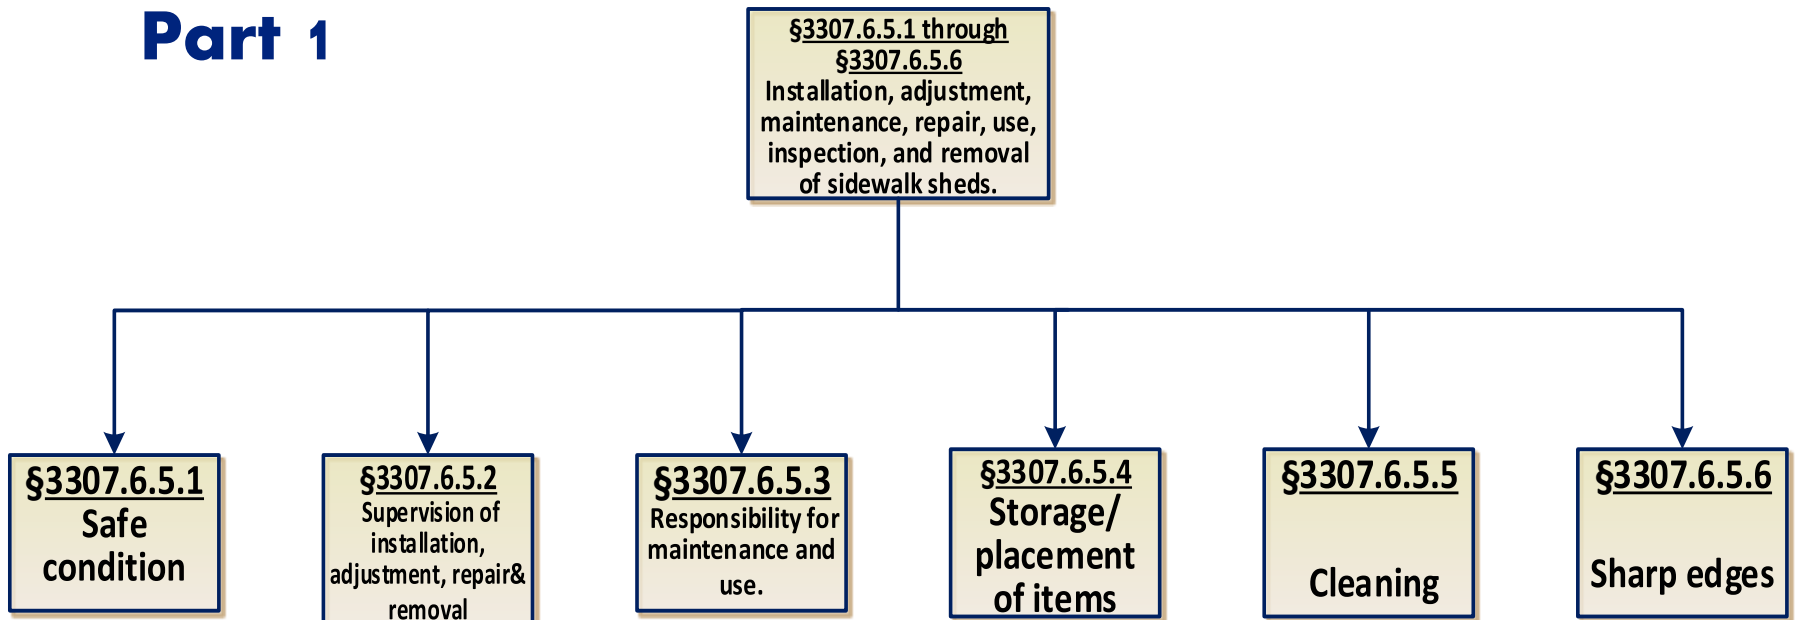 Part 1
§3307.6.5.1 through
§3307.6.5.6
Installation, adjustment,
maintenance, repair, use,
inspection, and removal
of sidewalk sheds.
§3307.6.5.1
Safe
condition
§3307.6.5.2
Supervision of
installation,
adjustment, repair&
removal
§3307.6.5.3
Responsibility for
maintenance and
use.
§3307.6.5.4
Storage/
placement
of items
§3307.6.5.5
Cleaning
§3307.6.5.6
Sharp edges